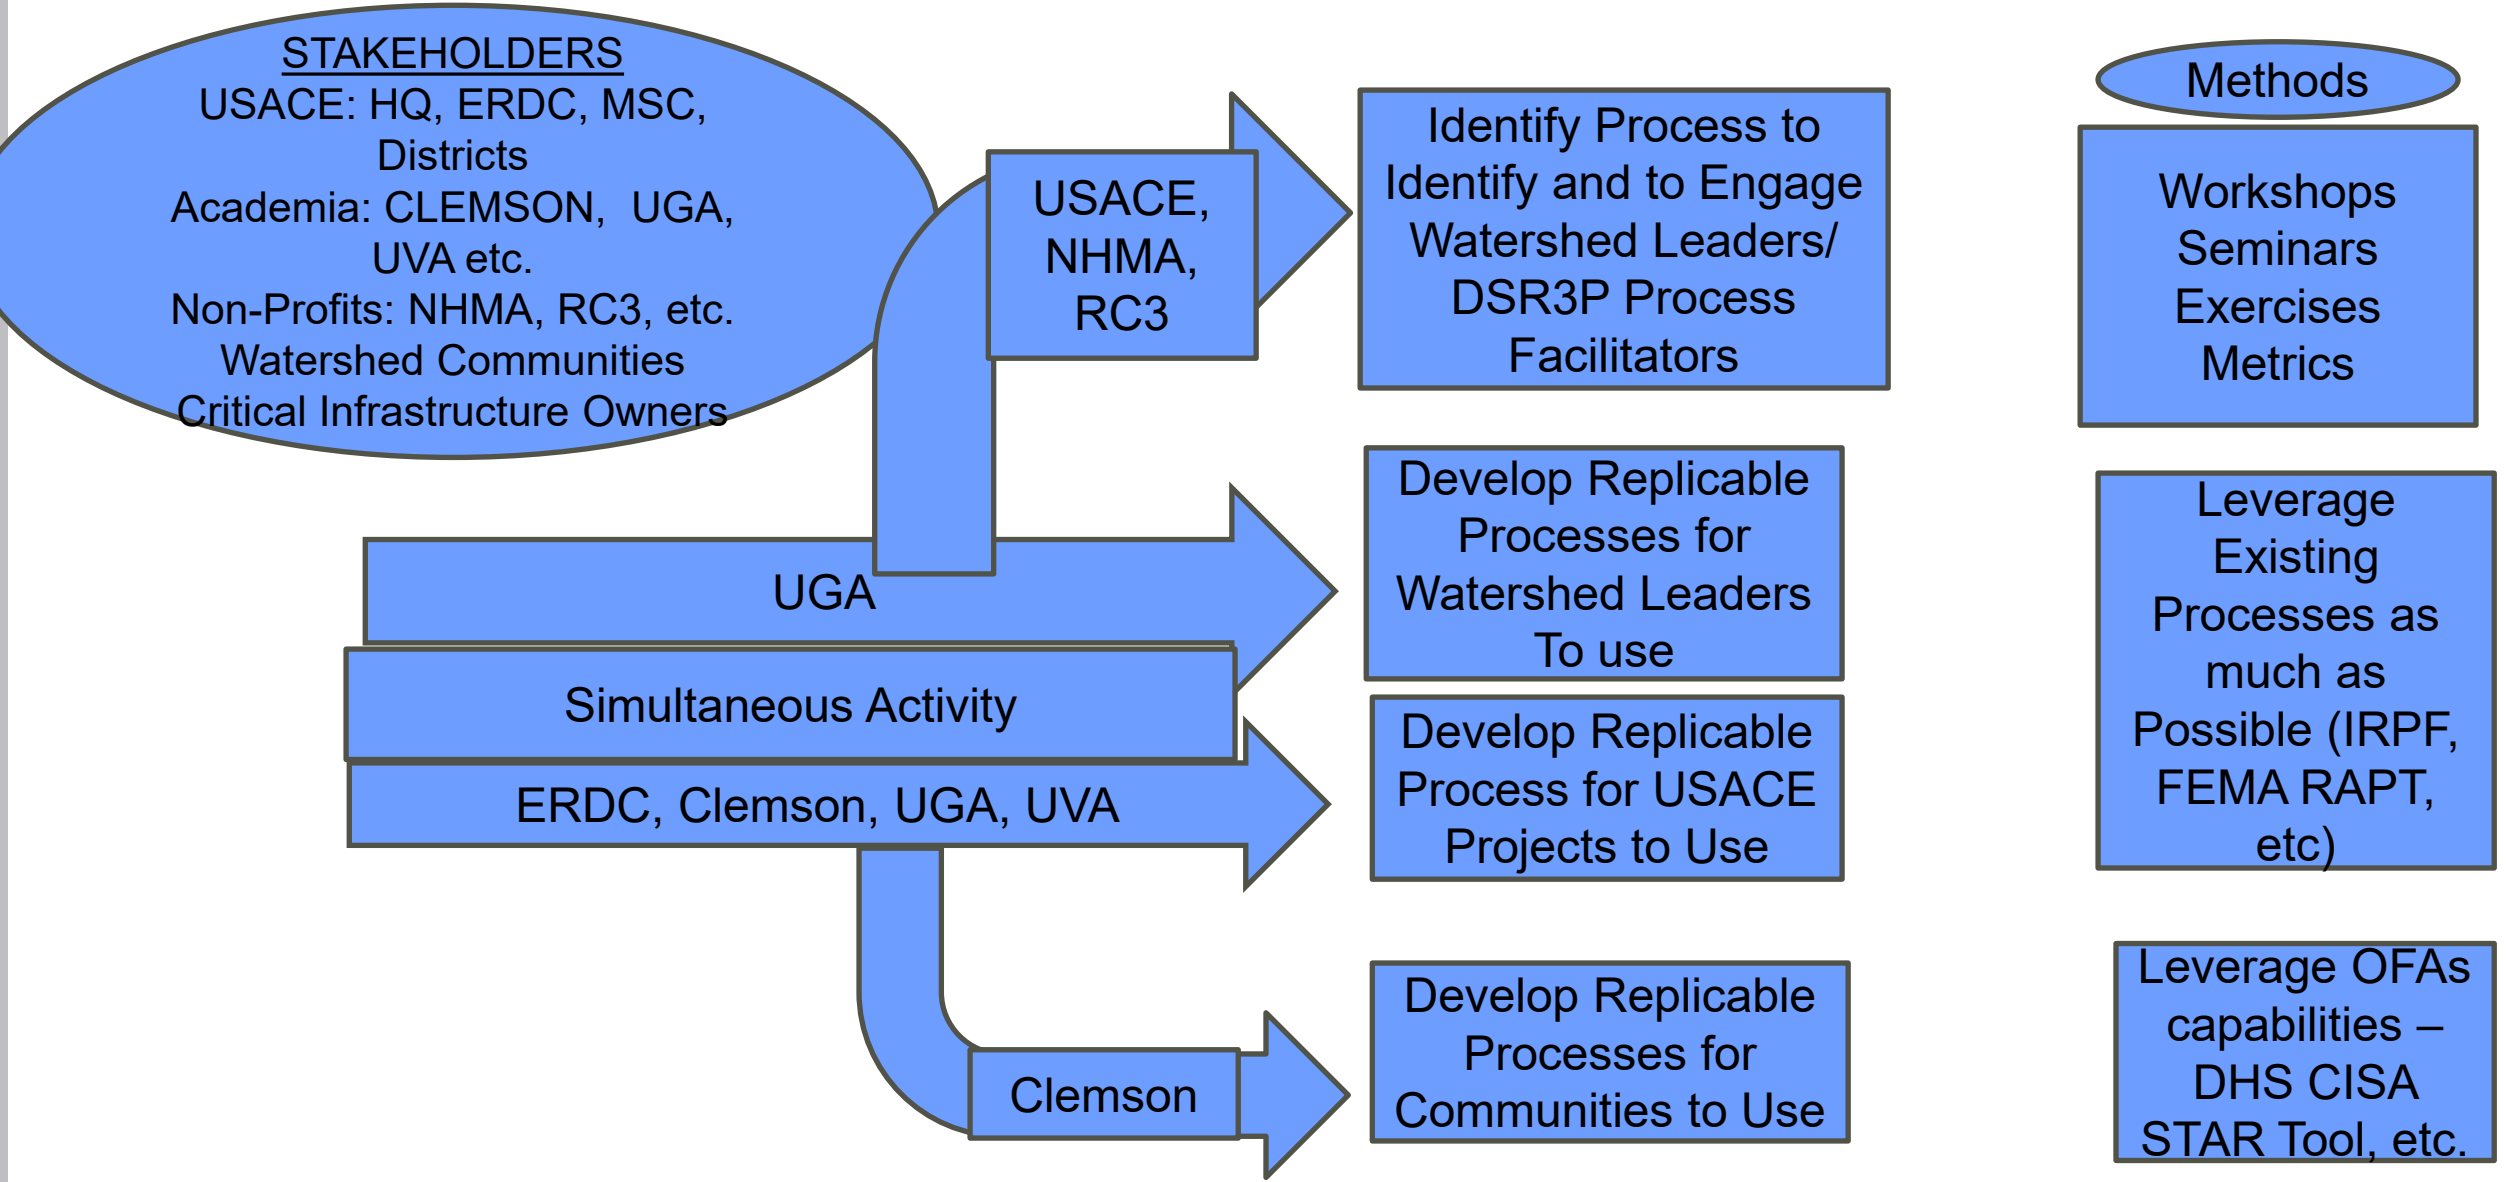 STAKEHOLDERS
USACE: HQ, ERDC, MSC,
Districts
Academia: CLEMSON,  UGA,
UVA etc.
Non-Profits: NHMA, RC3, etc.
Watershed Communities
Critical Infrastructure Owners
USACE,
NHMA,
RC3
Identify Process to
Identify and to Engage
Watershed Leaders/
DSR3P Process
Facilitators
Methods
Workshops
Seminars
Exercises
Metrics
UGA
Develop Replicable
Processes for
Watershed Leaders
To use
Leverage
Existing
Processes as
much as
Possible (IRPF,
FEMA RAPT,
etc)
Simultaneous Activity
ERDC, Clemson, UGA, UVA
Develop Replicable
Process for USACE
Projects to Use
Clemson
Develop Replicable
Processes for
Communities to Use
Leverage OFAs
capabilities –
DHS CISA
STAR Tool, etc.